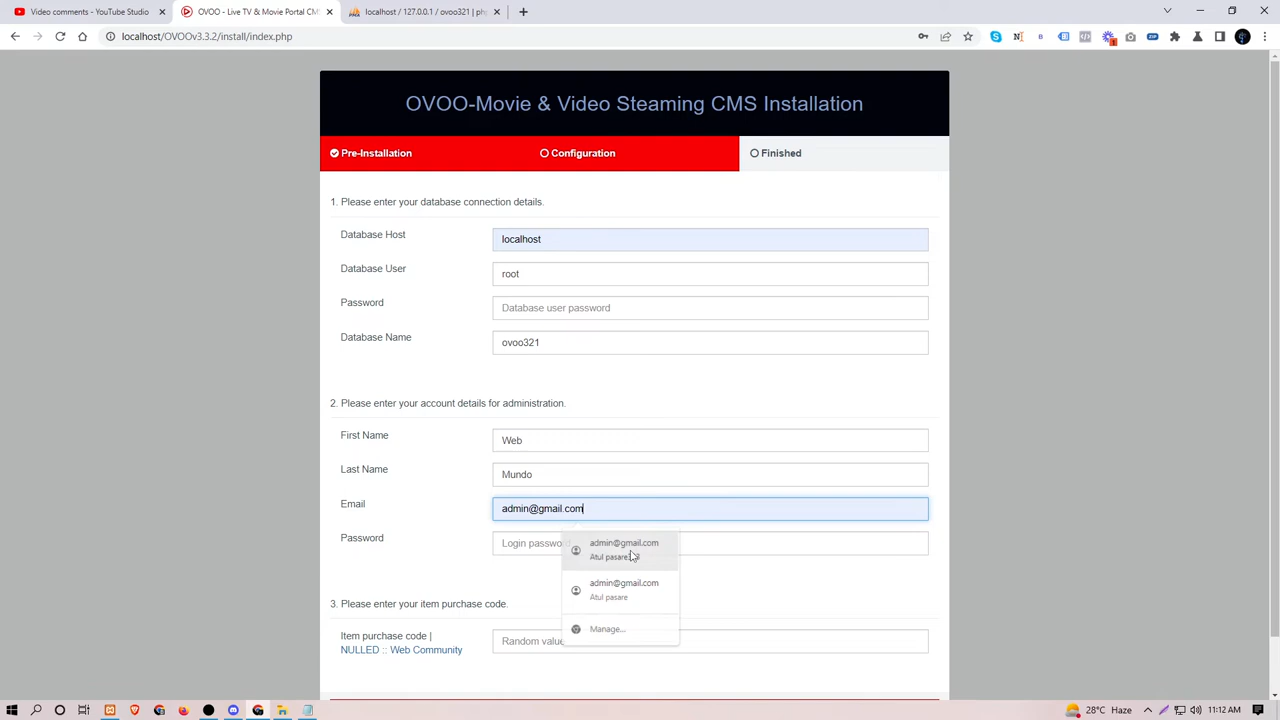 Video comments - YouTube Studio
OVOO - Live TV & Movie Portal CMS
localhost / 127.0.0.1 / ovoo321 | ph
localhost/OVOOv3.3.2/install/index.php
OVOO-Movie & Video Steaming CMS Installation
Pre-Installation
Configuration
Finished
1. Please enter your database connection details.
Database Host
localhost
Database User
root
Password
Database user password
Database Name
ovoo321
2. Please enter your account details for administration.
First Name
Web
Last Name
Mundo
Email
admin@gmail.com
Password
Login password
admin@gmail.com
Atul pasare
admin@gmail.com
Atul pasare
Manage...
3. Please enter your item purchase code.
Item purchase code |
NULLED :: Web Community
Random value
28°C Haze
11:12 AM